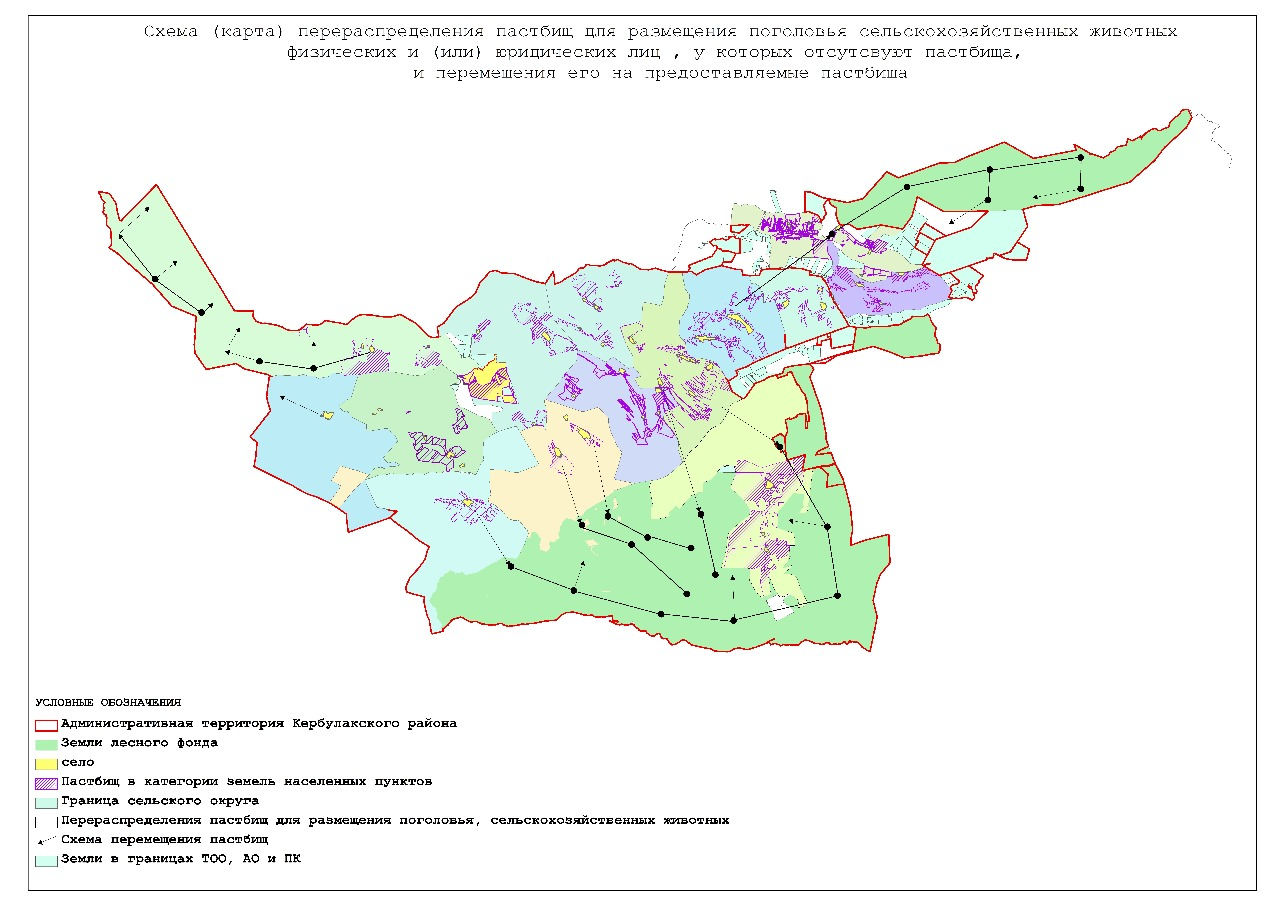 Схема (карта) перераспределения пастбищ для размещения поголовья сельскохозяйственных животных
физических и (или) юридических лиц , у которых отсутсвуют пастбища,
и перемещения его на предоставляемые пастбища
УСЛОВНЫЕ ОБОЗНАЧЕНИЯ
Административная территория Кербулакского района
Земли лесного фонда
село
Пастбищ в категории земель населенных пунктов
Граница сельского округа
Перераспределения пастбищ для размещения поголовья, сельскохозяйственных животных
Схема перемещения пастбищ
Земли в границах ТОО, АО и ПК